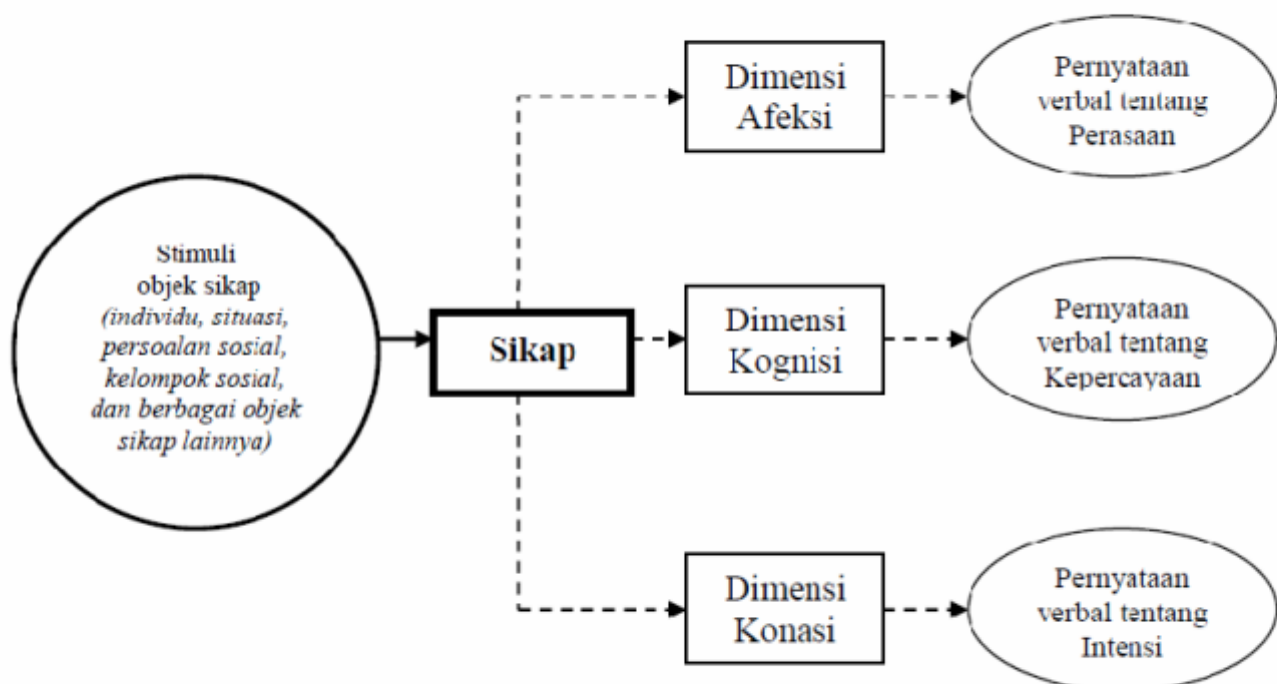 Stimuli
objek sikap
(individu, situasi,
persoalan sosial,
kelompok sosial,
dan berbagai objek
sikap lainnya)
Sikap
Dimensi
Afeksi
Pernyataan
verbal tentang
Perasaan
Dimensi
Kognisi
Pernyataan
verbal tentang
Kepercayaan
Dimensi
Konasi
Pernyataan
verbal tentang
Intensi